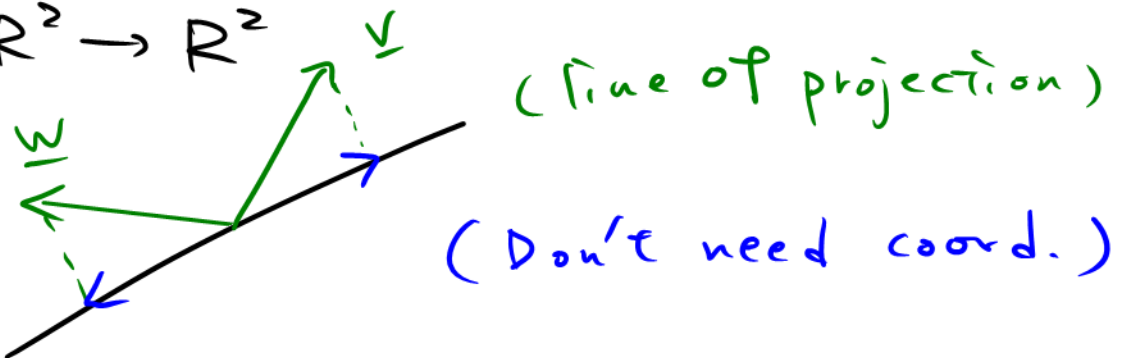 R² → R²
v
(line of projection)
w
(Don't need coord.)